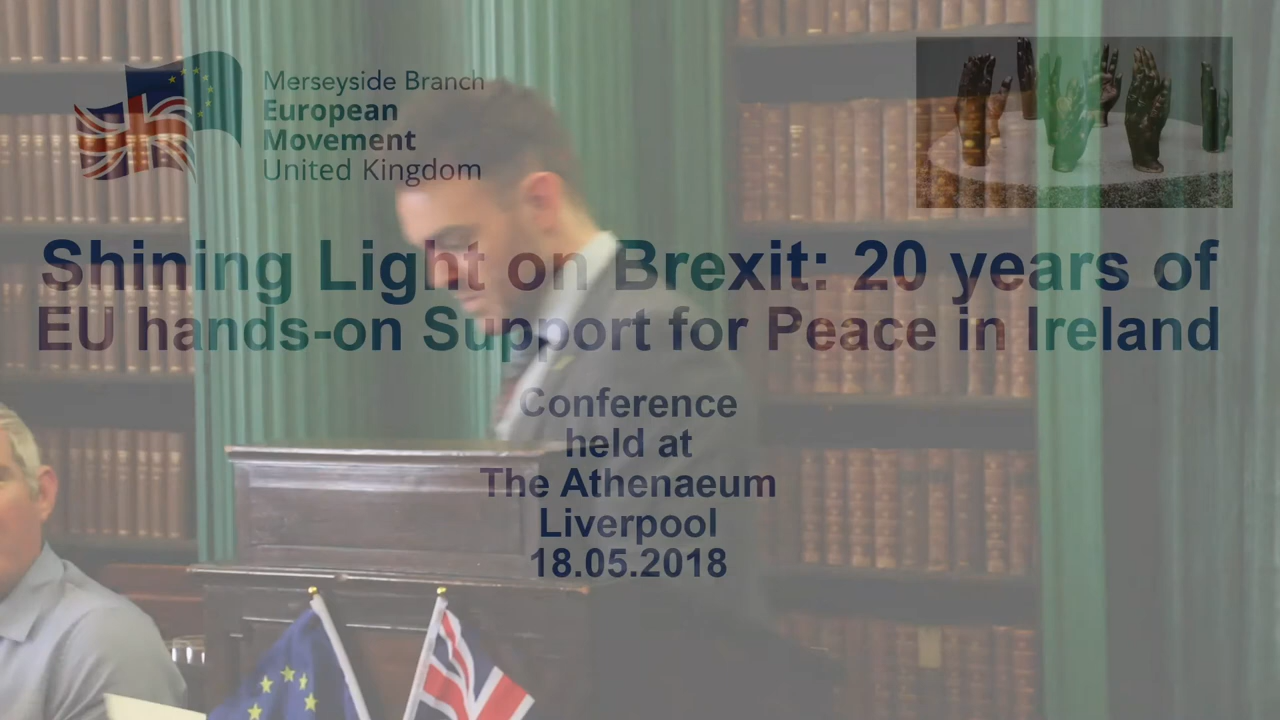 Merseyside Branch
European
Movement
United Kingdom
Shining Light on Brexit: 20 years of
EU hands-on Support for Peace in Ireland
Conference
held at
The Athenaeum
Liverpool
18.05.2018